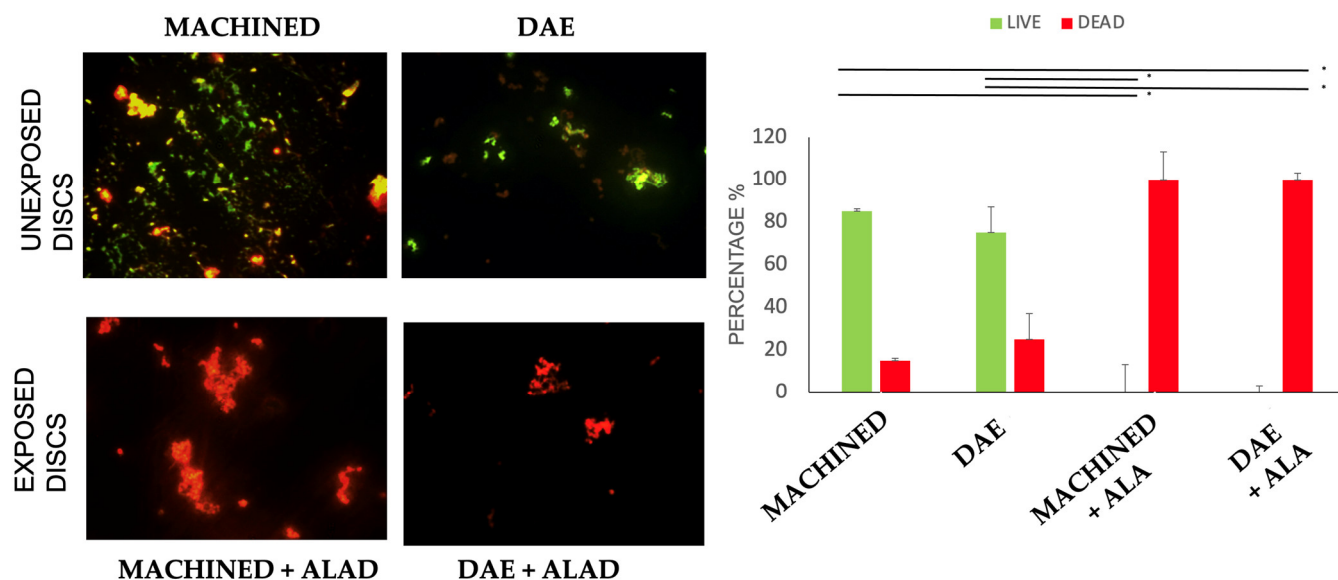 MACHINED
DAE
UNEXPOSED
DISCS
EXPOSED
DISCS
MACHINED + ALAD
DAE + ALAD
LIVE
DEAD
*
*
*
*
PERCENTAGE %
120
100
80
60
40
20
0
MACHINED
DAE
MACHINED
+ ALA
DAE
+ ALA